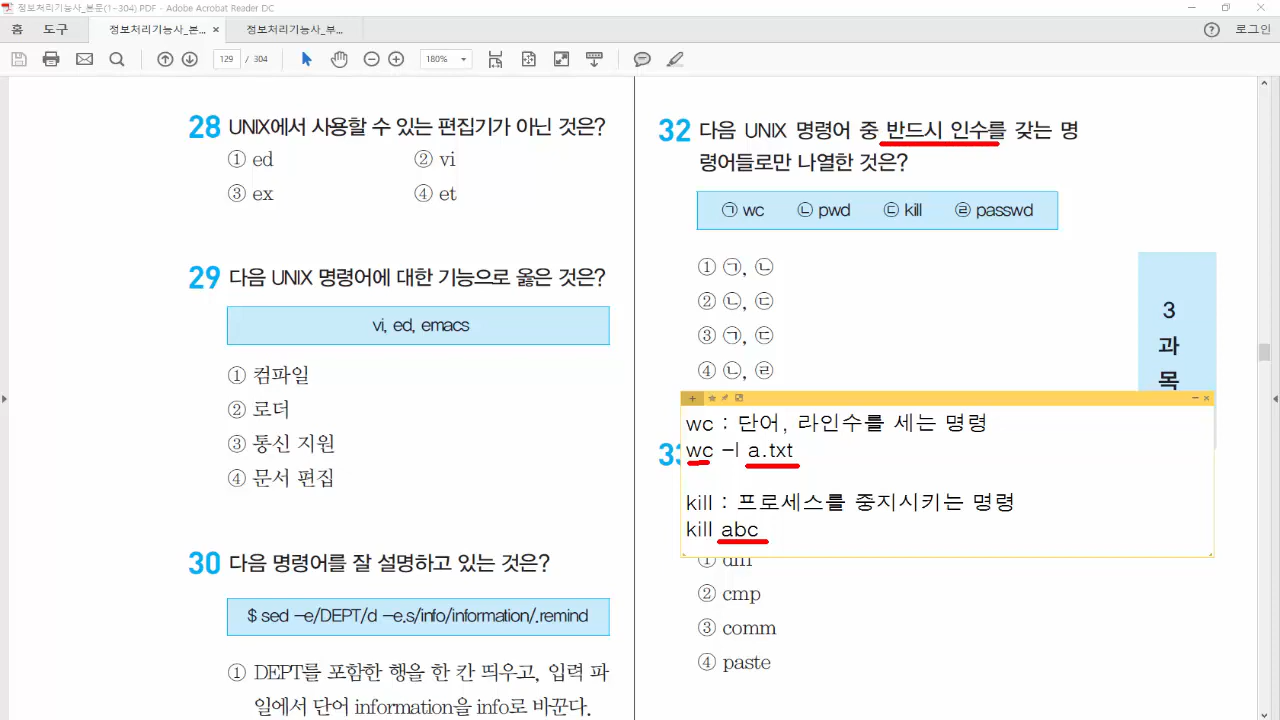 정보처리기능사_본문(1-304) PDF - Adobe Acrobat Reader DC
홈 도구 정보처리기능사_본... × 정보처리기능사_부... 로그인
129 / 304 180%
28 UNIX에서 사용할 수 있는 편집기가 아닌 것은?
① ed ② vi
③ ex ④ et
29 다음 UNIX 명령어에 대한 기능으로 옳은 것은?
vi, ed, emacs
① 컴파일
② 로더
③ 통신 지원
④ 문서 편집
30 다음 명령어를 잘 설명하고 있는 것은?
$ sed -e/DEPT/d -e.s/info/information/.remind
① DEPT를 포함한 행을 한 칸 띄우고, 입력 파
일에서 단어 information을 info로 바꾼다.
32 다음 UNIX 명령어 중 반드시 인수를 갖는 명
령어들로만 나열한 것은?
㉠ wc ㉡ pwd ㉢ kill ㉣ passwd
① ㉠, ㉡
② ㉡, ㉢
③ ㉠, ㉢
④ ㉡, ㉣
3
과
목
wc : 단어, 라인수를 세는 명령
wc -l a.txt
kill : 프로세스를 중지시키는 명령
kill abc
33
② cmp
③ comm
④ paste